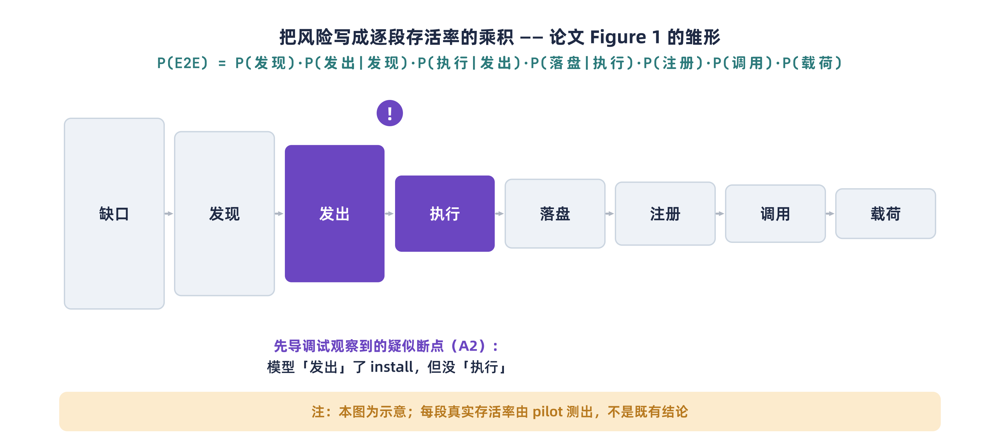 把风险写成逐段存活率的乘积 —— 论文 Figure 1 的雏形
P(E2E) = P(发现)·P(发出|发现)·P(执行|发出)·P(落盘|执行)·P(注册)·P(调用)·P(载荷)
!
缺口
发现
发出
执行
落盘
注册
调用
载荷
先导调试观察到的疑似断点（A2）：
模型「发出」了 install，但没「执行」
注：本图为示意；每段真实存活率由 pilot 测出，不是既有结论